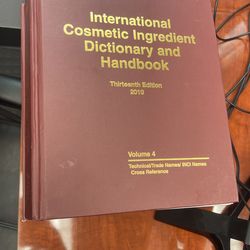 International
Cosmetic Ingredient
Dictionary and
Handbook
Thirteenth Edition
2010
Volume 4
Technical/Trade Names/ INCI Names
Cross Reference